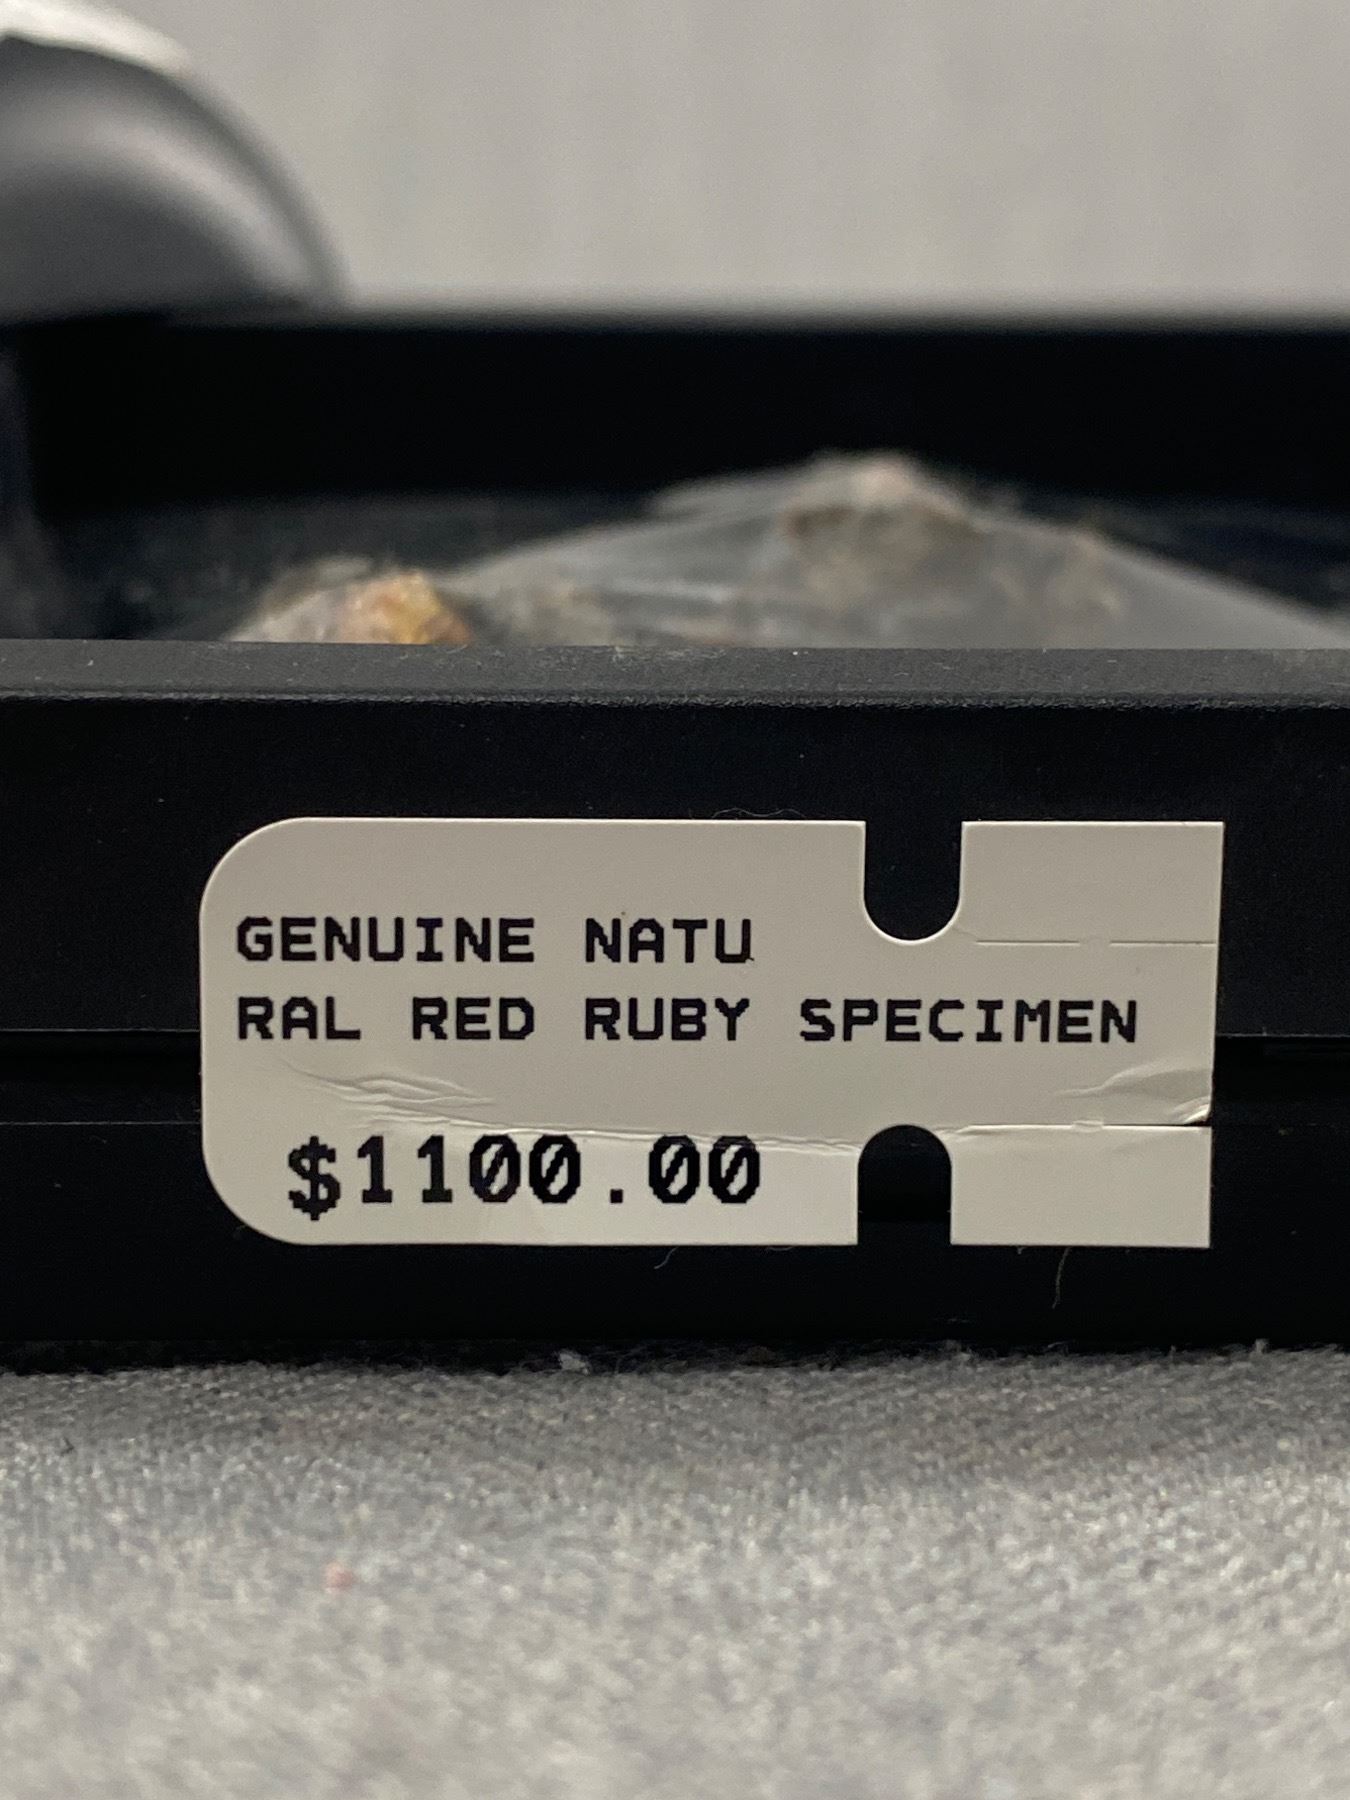 GENUINE NATU
RAL RED RUBY SPECIMEN
$1100.00